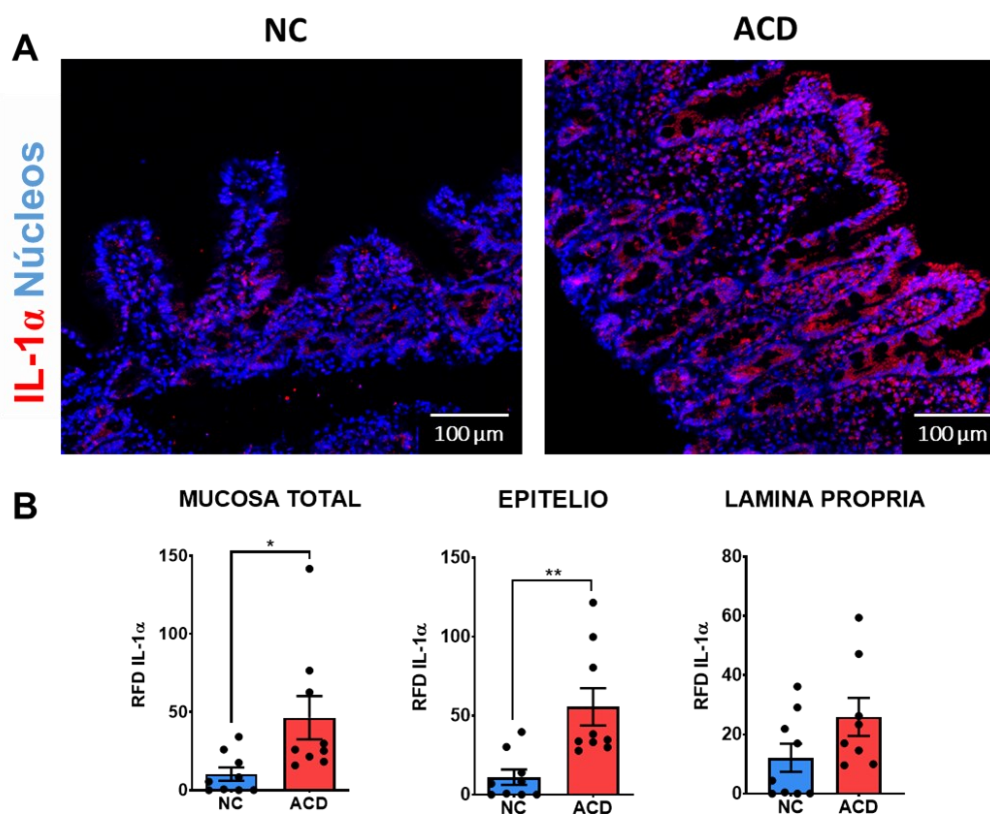 A
NC
ACD
IL-1α Núcleos
100 µm
100 µm
B
MUCOSA TOTAL
EPITELIO
LAMINA PROPRIA
RFD IL-1α
150
100
50
0
*
NC
ACD
RFD IL-1α
150
100
50
0
**
NC
ACD
RFD IL-1α
80
60
40
20
0
NC
ACD